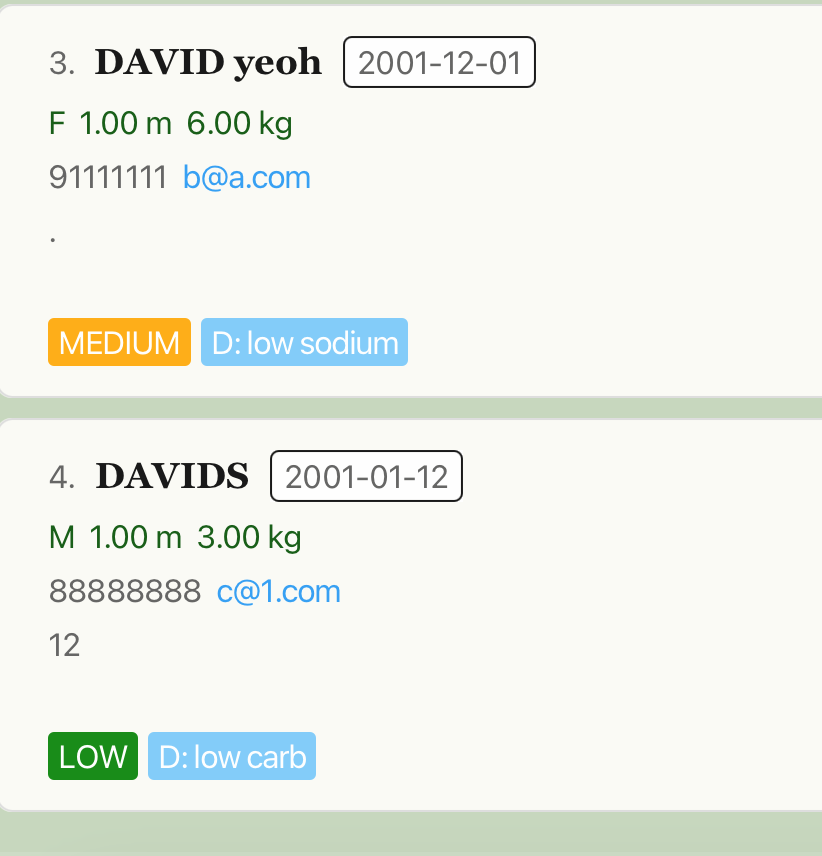 3. DAVID yeoh 2001-12-01
F 1.00 m 6.00 kg
91111111 b@a.com
.
MEDIUM D: low sodium
4. DAVIDS 2001-01-12
M 1.00 m 3.00 kg
88888888 c@1.com
12
LOW D: low carb